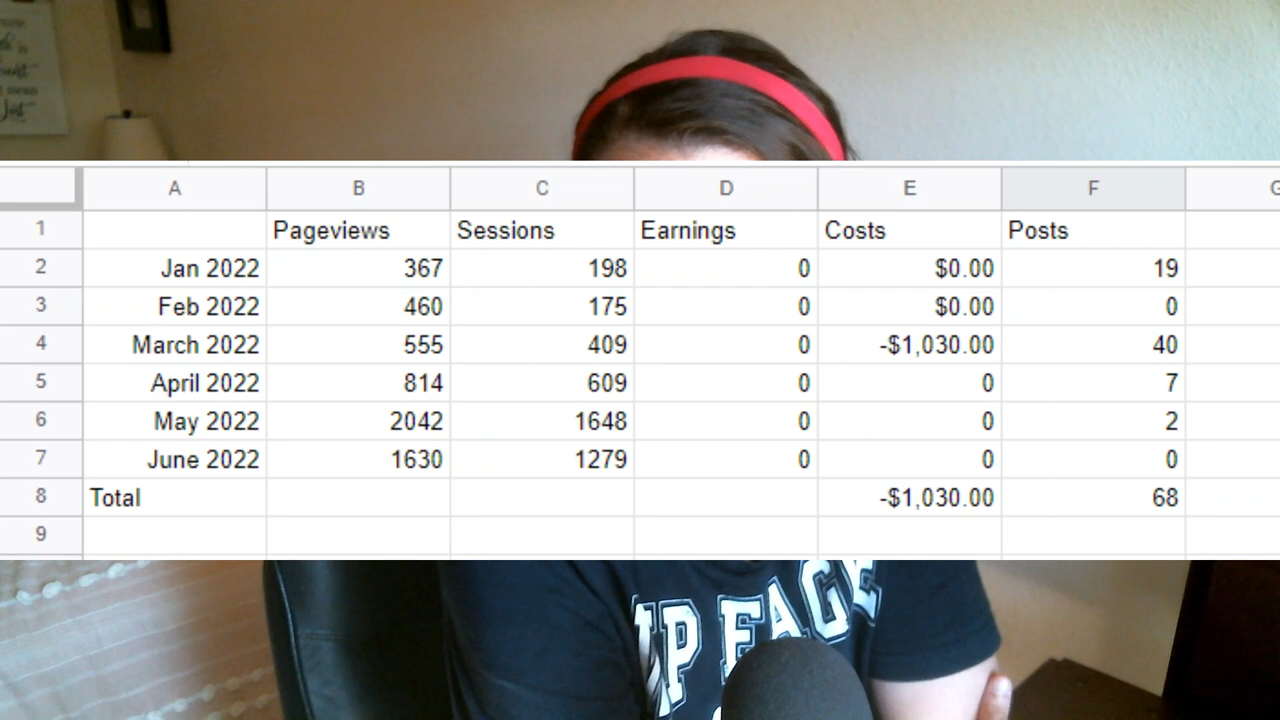 A B C D E F G
1 Pageviews Sessions Earnings Costs Posts
2 Jan 2022 367 198 0 $0.00 19
3 Feb 2022 460 175 0 $0.00 0
4 March 2022 555 409 0 -$1,030.00 40
5 April 2022 814 609 0 0 7
6 May 2022 2042 1648 0 0 2
7 June 2022 1630 1279 0 0 0
8 Total -$1,030.00 68
9
FACE